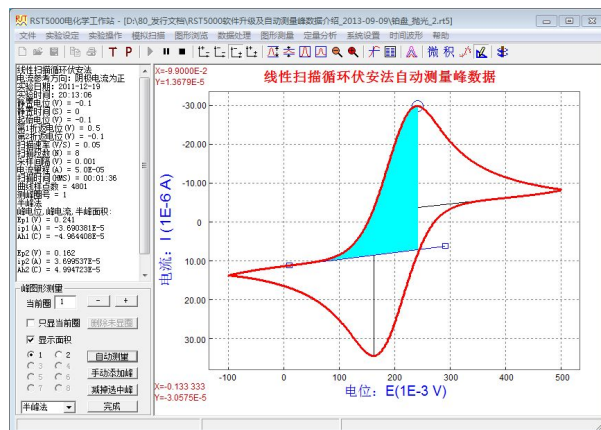 RST5000电化学工作站 - [D:\80_发行文档\RST5000软件升级及自动测量峰数据介绍_2013-09-09\铂盘_抛光_2.rt5]
文件 实验设定 实验操作 模拟扫描 图形浏览 数据处理 图形测量 定量分析 系统设置 时间波形 帮助
T P 微 积
线性扫描循环伏安法
电流参考方向: 阴极电流为正
实验日期: 2011-12-19
实验时间: 20:13:06
静置电位(V) = -0.1
静置时间(S) = 0
起始电位(V) = -0.1
第1折返电位(V) = 0.5
第2折返电位(V) = -0.1
扫描速率(V/S) = 0.05
扫描段数(N) = 8
采样间隔(V) = 0.001
电流量程(A) = 5.0E-05
扫描时间(HMS) = 00:01:36
曲线样点数 = 4801
测峰圈号 = 1
半峰法
峰电位,峰电流,半峰面积:
Ep1(V) = 0.241
ip1(A) = -3.690381E-5
Ah1(C) = -4.964408E-5
Ep2(V) = 0.162
ip2(A) = 3.699537E-5
Ah2(C) = 4.994723E-5
峰图形测量
当前圈 1 - +
只显当前圈 删除未显圈
显示面积
1 2 自动测量
3 4 手动添加峰
5 6
7 8 减掉选中峰
半峰法 完成
X=-9.9000E-2
Y=1.3679E-5
线性扫描循环伏安法自动测量峰数据
-30.00
-20.00
-10.00
0
10.00
20.00
30.00
电流: I (1E-6 A)
-100 0 100 200 300 400 500
X=-0.133 333
Y=-3.0575E-5
电位: E(1E-3 V)